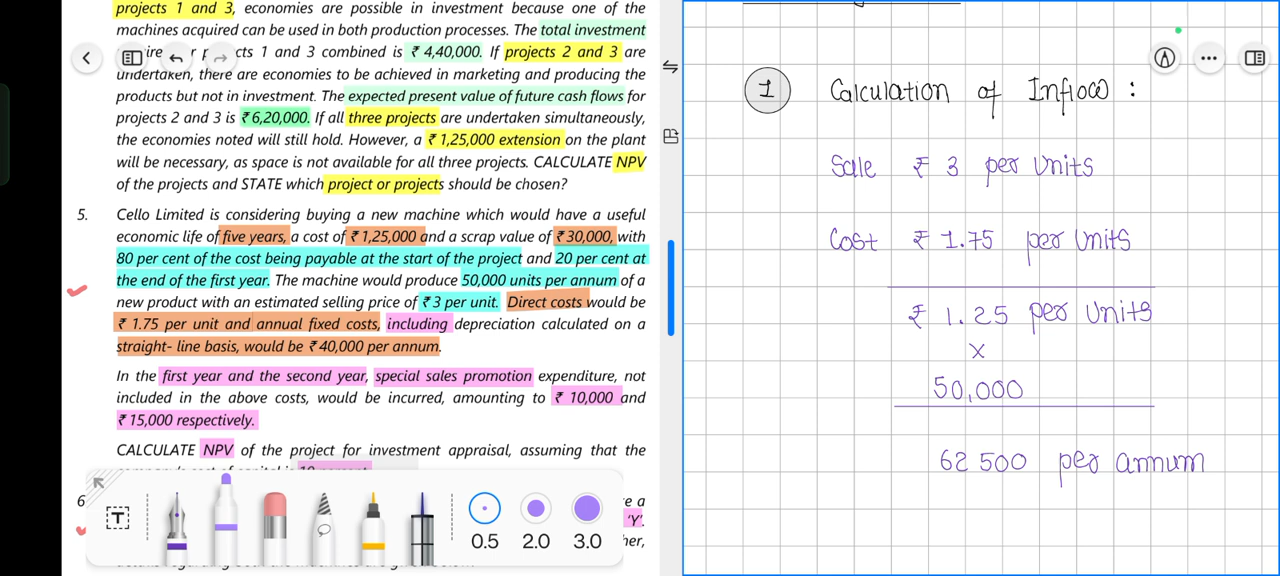 projects 1 and 3, economies are possible in investment because one of the
machines acquired can be used in both production processes. The total investment
cts 1 and 3 combined is ₹ 4,40,000. If projects 2 and 3 are
undertaken, there are economies to be achieved in marketing and producing the
products but not in investment. The expected present value of future cash flows for
projects 2 and 3 is ₹ 6,20,000. If all three projects are undertaken simultaneously,
the economies noted will still hold. However, a ₹ 1,25,000 extension on the plant
will be necessary, as space is not available for all three projects. CALCULATE NPV
of the projects and STATE which project or projects should be chosen?
5. Cello Limited is considering buying a new machine which would have a useful
economic life of five years, a cost of ₹ 1,25,000 and a scrap value of ₹ 30,000, with
80 per cent of the cost being payable at the start of the project and 20 per cent at
the end of the first year. The machine would produce 50,000 units per annum of a
new product with an estimated selling price of ₹ 3 per unit. Direct costs would be
₹ 1.75 per unit and annual fixed costs, including depreciation calculated on a
straight- line basis, would be ₹ 40,000 per annum.
In the first year and the second year, special sales promotion expenditure, not
included in the above costs, would be incurred, amounting to ₹ 10,000 and
₹ 15,000 respectively.
CALCULATE NPV of the project for investment appraisal, assuming that the
6
e a
'Y'.
her,
T
0.5 2.0 3.0
1 Calculation of Inflow :
Sale ₹ 3 per Units
Cost ₹ 1.75 per Units
₹ 1.25 per Units
X
50,000
62 500 per annum